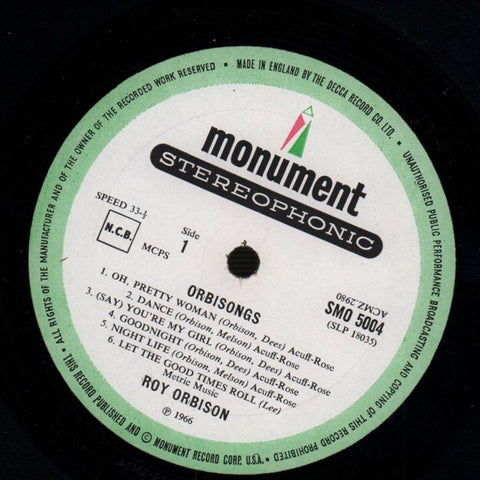 ALL RIGHTS OF THE MANUFACTURER AND OF THE OWNER OF THE RECORDED WORK RESERVED • MADE IN ENGLAND BY THE DECCA RECORD CO. LTD. • UNAUTHORISED PUBLIC PERFORMANCE BROADCASTING AND COPYING OF THIS RECORD PROHIBITED •
THIS RECORD PUBLISHED AND © MONUMENT RECORD CORP. U.S.A. •
monument
STEREOPHONIC
SPEED 33⅓
N.C.B.
MCPS
Side
1
ACMZ.2980
SMO 5004
(SLP 18035)
ORBISONGS
1. OH, PRETTY WOMAN (Orbison, Dees) Acuff-Rose
2. DANCE (Orbison, Melson) Acuff-Rose
3. (SAY) YOU'RE MY GIRL (Orbison, Dees) Acuff-Rose
4. GOODNIGHT (Orbison, Dees) Acuff-Rose
5. NIGHT LIFE (Orbison, Melson) Acuff-Rose
6. LET THE GOOD TIMES ROLL (Lee)
Metric Music
ROY ORBISON
℗ 1966